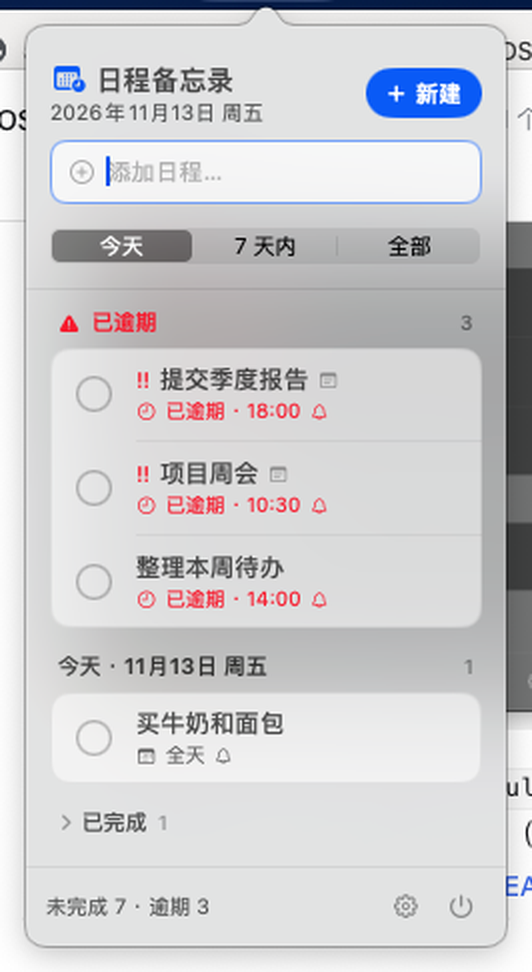 日程备忘录
2026年11月13日 周五
+ 新建
添加日程...
今天
7 天内
全部
已逾期
3
!! 提交季度报告
已逾期 · 18:00
!! 项目周会
已逾期 · 10:30
整理本周待办
已逾期 · 14:00
今天 · 11月13日 周五
1
买牛奶和面包
全天
已完成 1
未完成 7 · 逾期 3